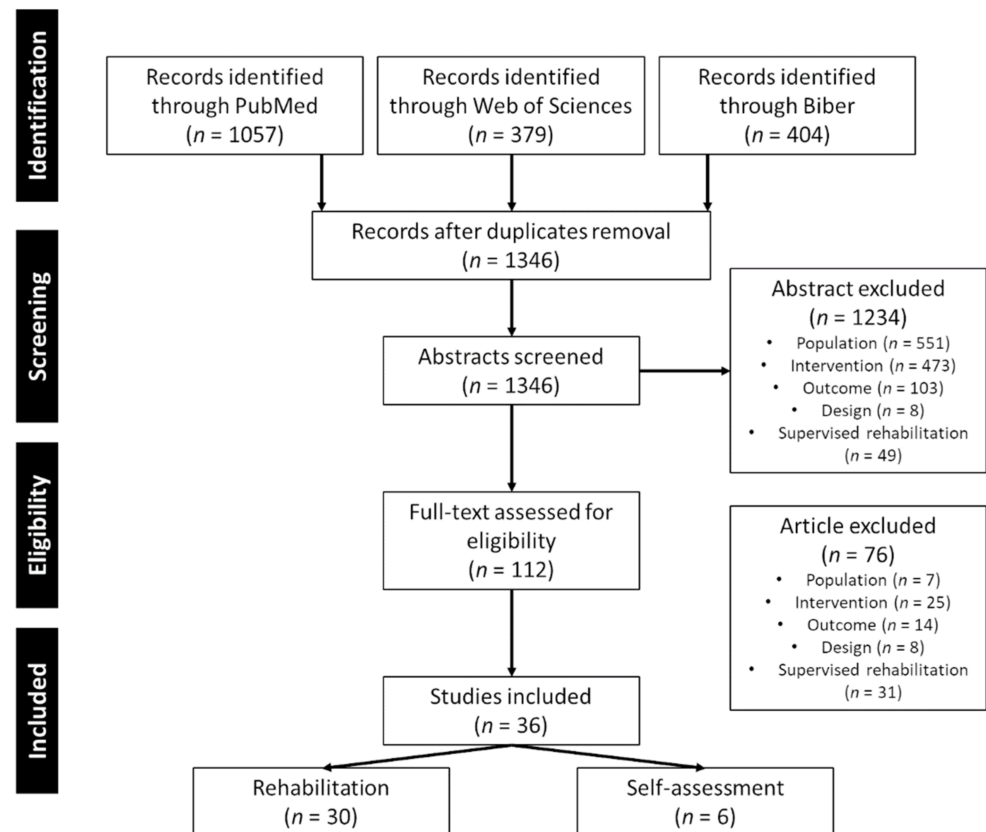 Identification
Records identified
through PubMed
(n = 1057)
Records identified
through Web of Sciences
(n = 379)
Records identified
through Biber
(n = 404)
Records after duplicates removal
(n = 1346)
Screening
Abstracts screened
(n = 1346)
Abstract excluded
(n = 1234)
• Population (n = 551)
• Intervention (n = 473)
• Outcome (n = 103)
• Design (n = 8)
• Supervised rehabilitation
(n = 49)
Eligibility
Full-text assessed for
eligibility
(n = 112)
Article excluded
(n = 76)
• Population (n = 7)
• Intervention (n = 25)
• Outcome (n = 14)
• Design (n = 8)
• Supervised rehabilitation
(n = 31)
Included
Studies included
(n = 36)
Rehabilitation
(n = 30)
Self-assessment
(n = 6)